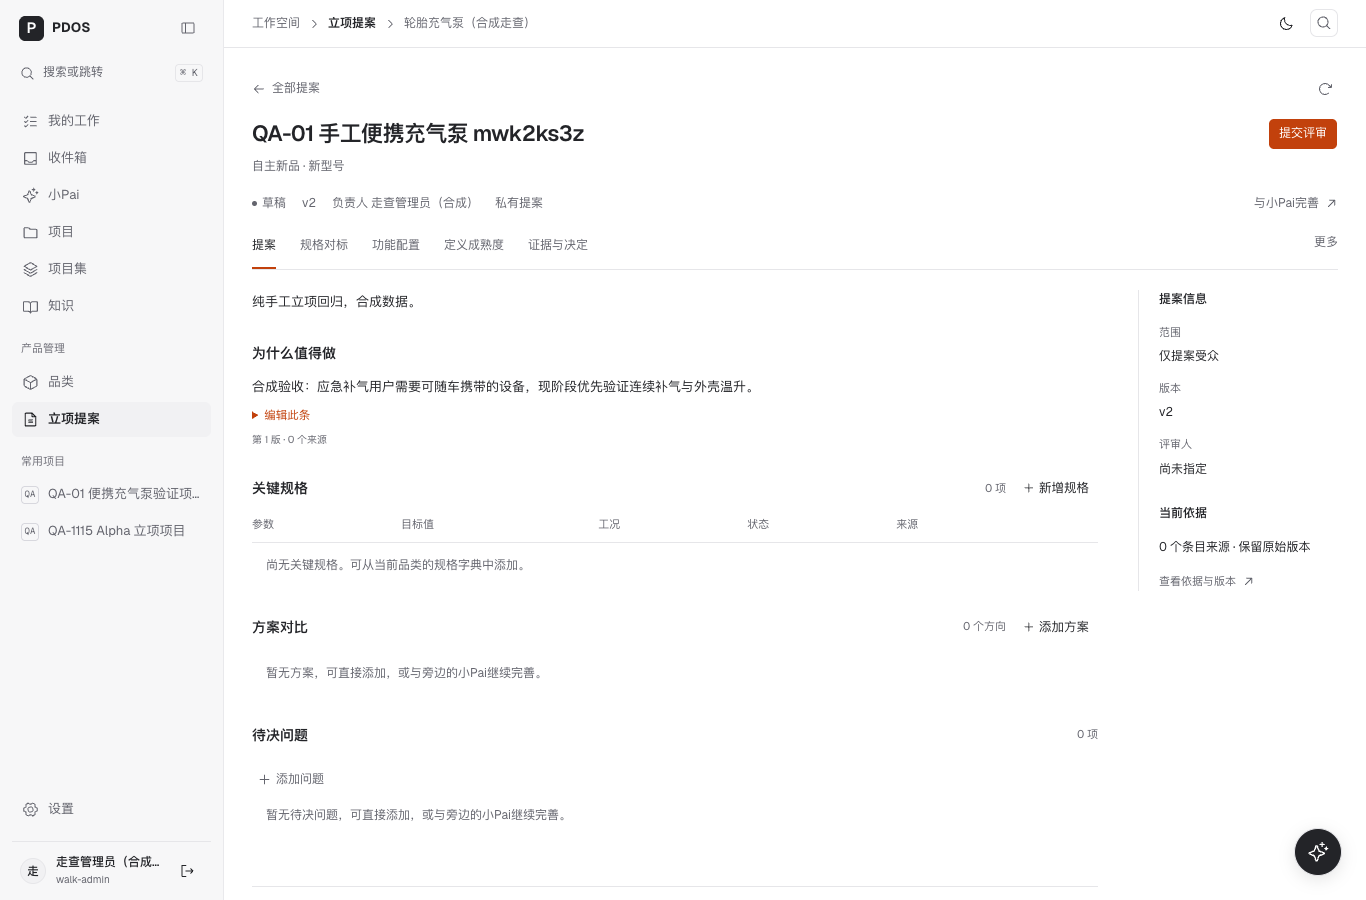 P PDOS
搜索或跳转 ⌘ K
我的工作
收件箱
小Pai
项目
项目集
知识
产品管理
品类
立项提案
常用项目
QA QA-01 便携充气泵验证项...
QA QA-1115 Alpha 立项项目
设置
走 走查管理员（合成...
walk-admin
工作空间 > 立项提案 > 轮胎充气泵（合成走查）
← 全部提案
QA-01 手工便携充气泵 mwk2ks3z
提交评审
自主新品 · 新型号
• 草稿 v2 负责人 走查管理员（合成） 私有提案
与小Pai完善 ↗
提案 规格对标 功能配置 定义成熟度 证据与决定 更多
纯手工立项回归，合成数据。
为什么值得做
合成验收：应急补气用户需要可随车携带的设备，现阶段优先验证连续补气与外壳温升。
▶ 编辑此条
第 1 版 · 0 个来源
关键规格 0 项 + 新增规格
参数 目标值 工况 状态 来源
尚无关键规格。可从当前品类的规格字典中添加。
方案对比 0 个方向 + 添加方案
暂无方案，可直接添加，或与旁边的小Pai继续完善。
待决问题 0 项
+ 添加问题
暂无待决问题，可直接添加，或与旁边的小Pai继续完善。
提案信息
范围
仅提案受众
版本
v2
评审人
尚未指定
当前依据
0 个条目来源 · 保留原始版本
查看依据与版本 ↗